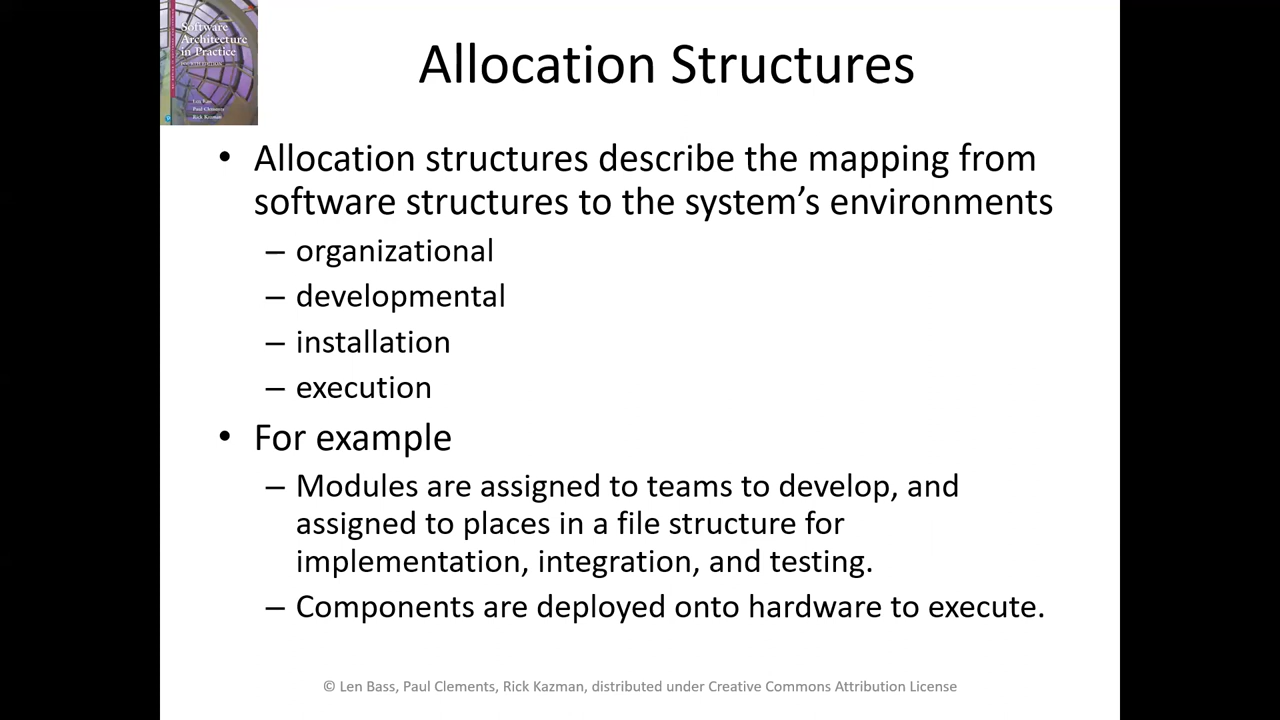 Software
Architecture
in Practice
Len Bass
Paul Clements
Rick Kazman
Allocation Structures
• Allocation structures describe the mapping from
software structures to the system’s environments
– organizational
– developmental
– installation
– execution
• For example
– Modules are assigned to teams to develop, and
assigned to places in a file structure for
implementation, integration, and testing.
– Components are deployed onto hardware to execute.
© Len Bass, Paul Clements, Rick Kazman, distributed under Creative Commons Attribution License